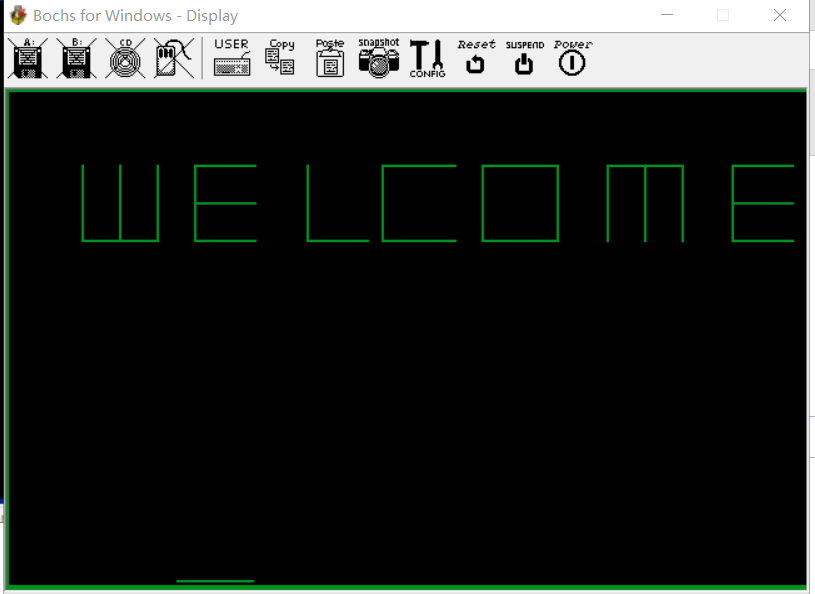 Bochs for Windows - Display
A: B: CD USER Copy Paste snapshot CONFIG Reset SUSPEND Power
WELCOME